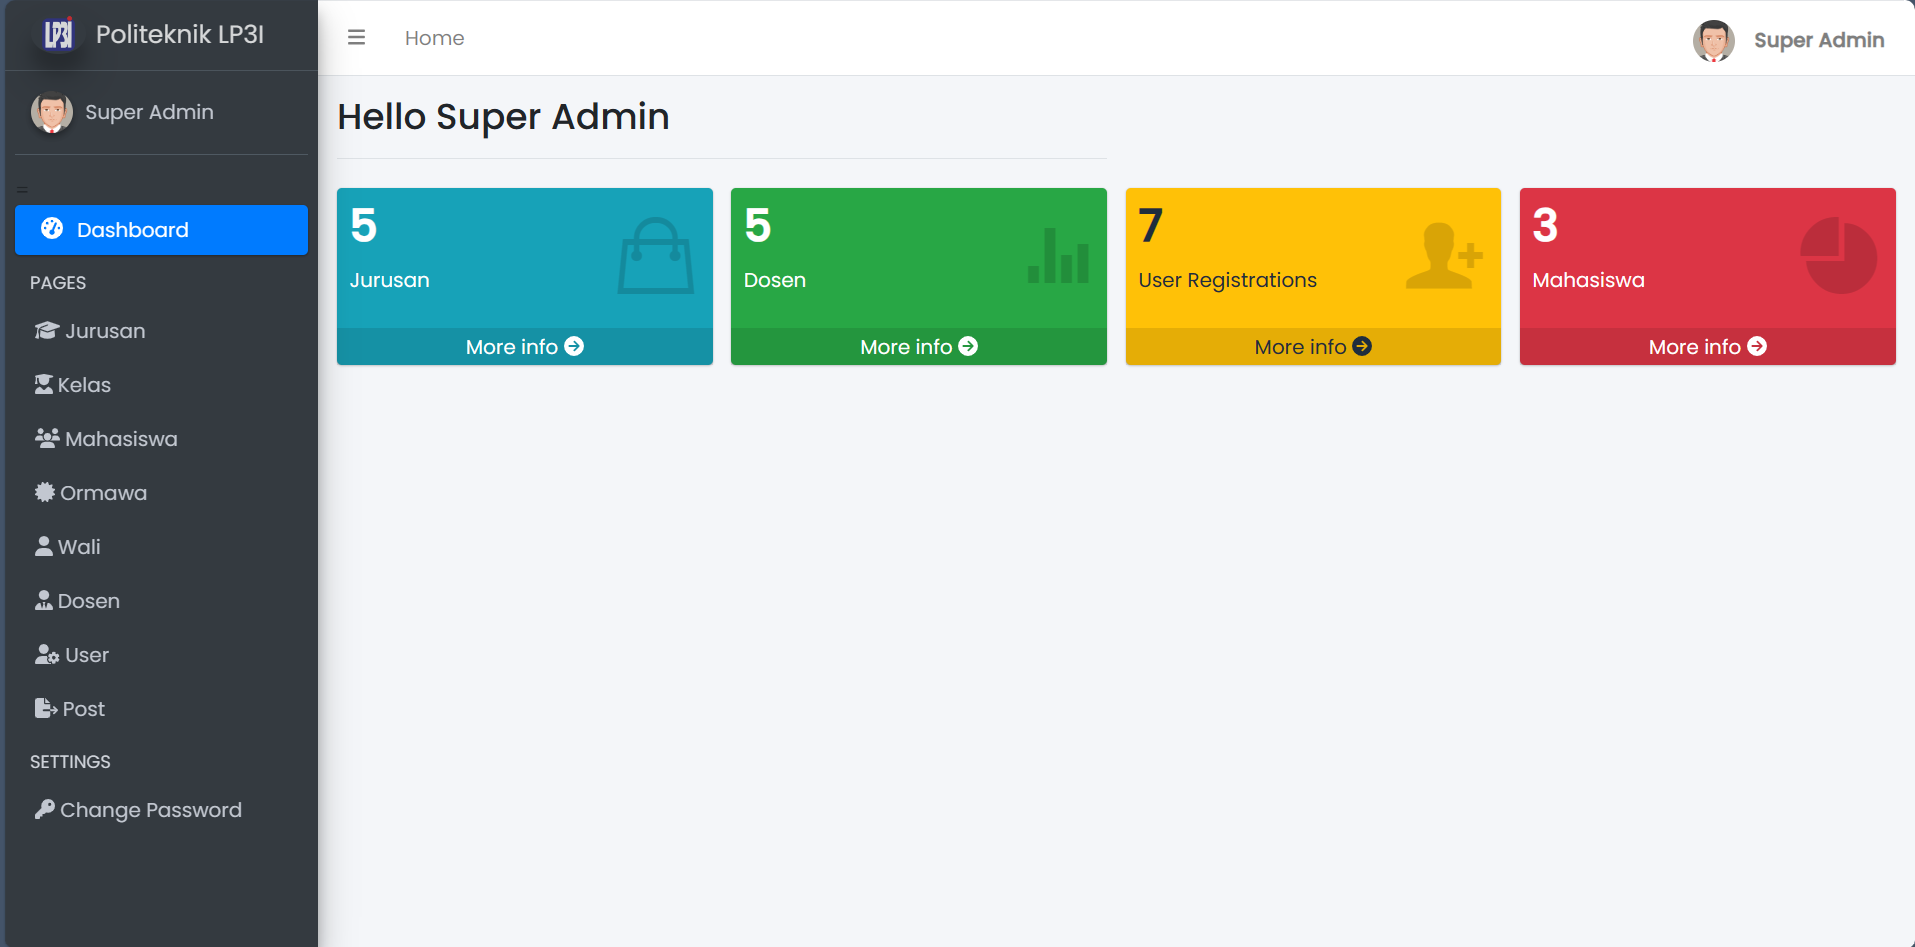 LP3I
Politeknik LP3I
Super Admin
=
Dashboard
PAGES
Jurusan
Kelas
Mahasiswa
Ormawa
Wali
Dosen
User
Post
SETTINGS
Change Password
Home
Super Admin
Hello Super Admin
5
Jurusan
More info
5
Dosen
More info
7
User Registrations
More info
3
Mahasiswa
More info